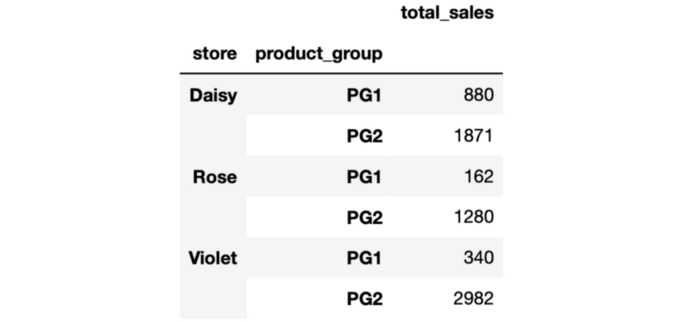 total_sales
store product_group
Daisy PG1 880
PG2 1871
Rose PG1 162
PG2 1280
Violet PG1 340
PG2 2982